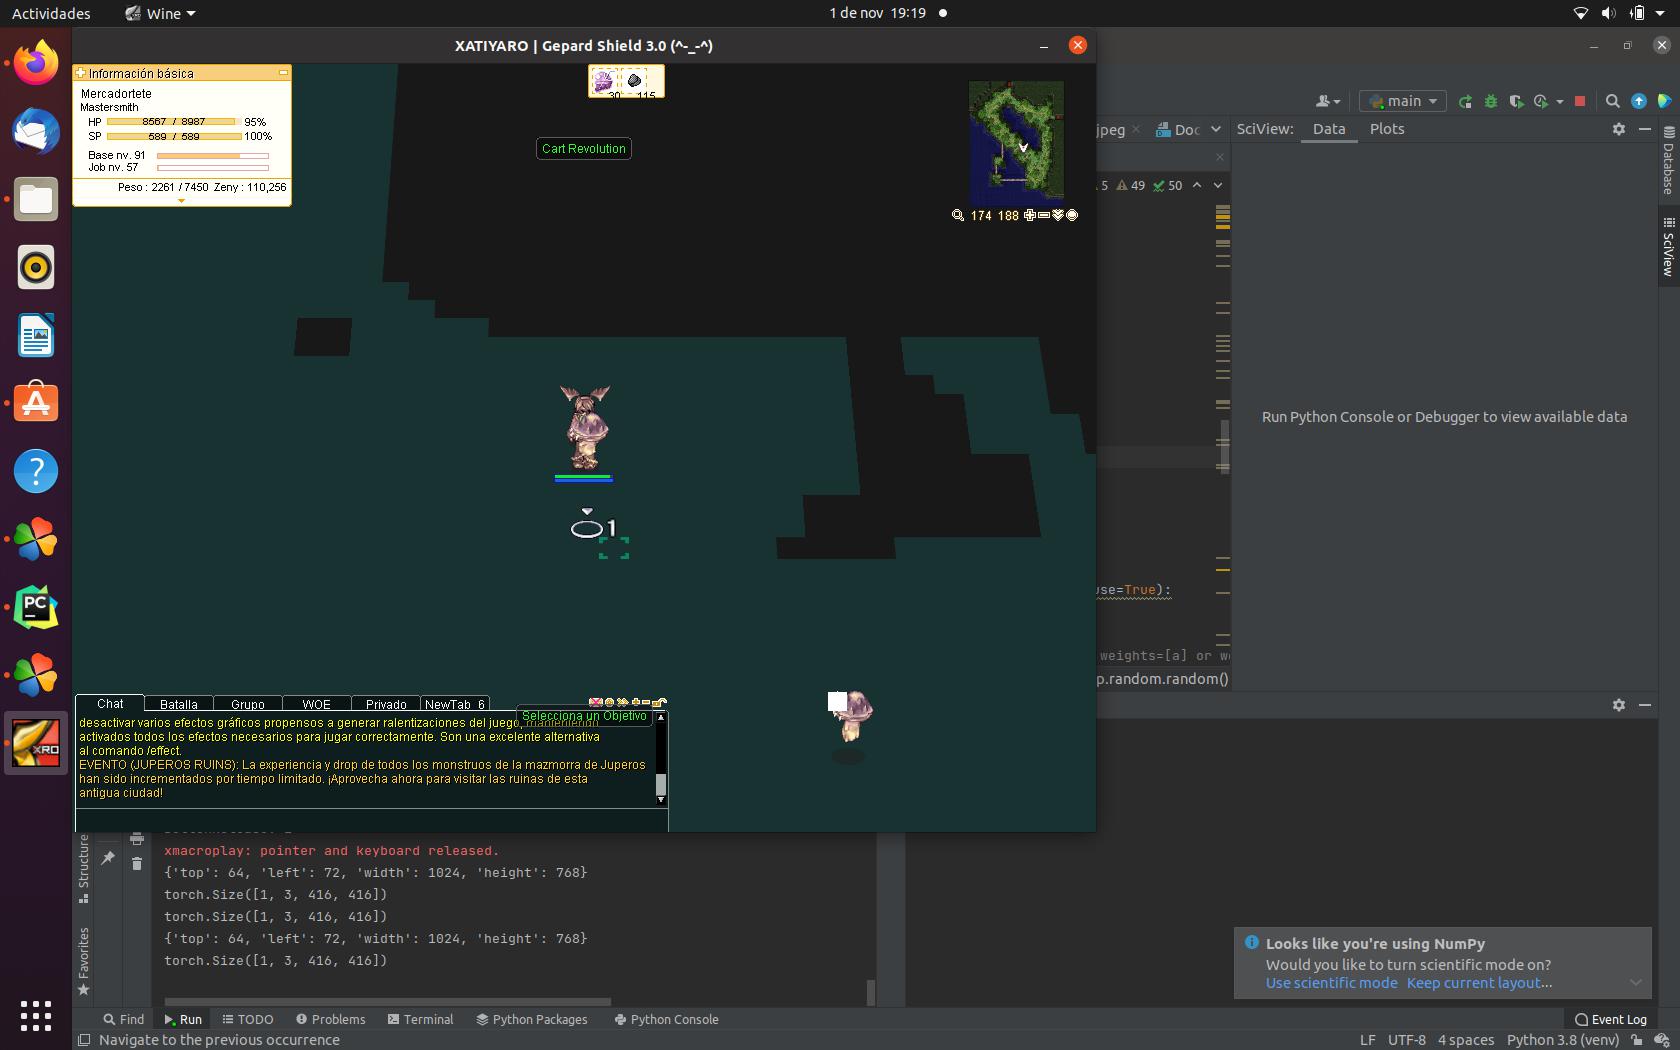 Actividades
Wine
1 de nov 19:19
XATIYARO | Gepard Shield 3.0 (^-_-^)
Información básica
Mercadortete
Mastersmith
HP 8567 / 8987 95%
SP 589 / 589 100%
Base nv. 91
Job nv. 57
Peso : 2261 / 7450 Zeny : 110,256
30 115
Cart Revolution
174 188
1
Chat Batalla Grupo WOE Privado NewTab_6
Selecciona un Objetivo
desactivar varios efectos gráficos propensos a generar ralentizaciones del juego, manteniendo
activados todos los efectos necesarios para jugar correctamente. Son una excelente alternativa
al comando /effect.
EVENTO (JUPEROS RUINS): La experiencia y drop de todos los monstruos de la mazmorra de Juperos
han sido incrementados por tiempo limitado. ¡Aprovecha ahora para visitar las ruinas de esta
antigua ciudad!
main
jpeg
Doc
SciView: Data Plots
5 49 50
Database
SciView
Run Python Console or Debugger to view available data
use=True):
weights=[a] or we
p.random.random()
PC
XRO
xmacroplay: pointer and keyboard released.
{'top': 64, 'left': 72, 'width': 1024, 'height': 768}
torch.Size([1, 3, 416, 416])
torch.Size([1, 3, 416, 416])
{'top': 64, 'left': 72, 'width': 1024, 'height': 768}
torch.Size([1, 3, 416, 416])
Structure
Favorites
Looks like you're using NumPy
Would you like to turn scientific mode on?
Use scientific mode Keep current layout...
Find Run TODO Problems Terminal Python Packages Python Console
Event Log
Navigate to the previous occurrence
LF UTF-8 4 spaces Python 3.8 (venv)